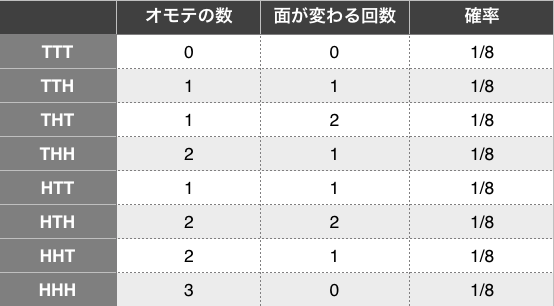 オモテの数 面が変わる回数 確率
TTT 0 0 1/8
TTH 1 1 1/8
THT 1 2 1/8
THH 2 1 1/8
HTT 1 1 1/8
HTH 2 2 1/8
HHT 2 1 1/8
HHH 3 0 1/8